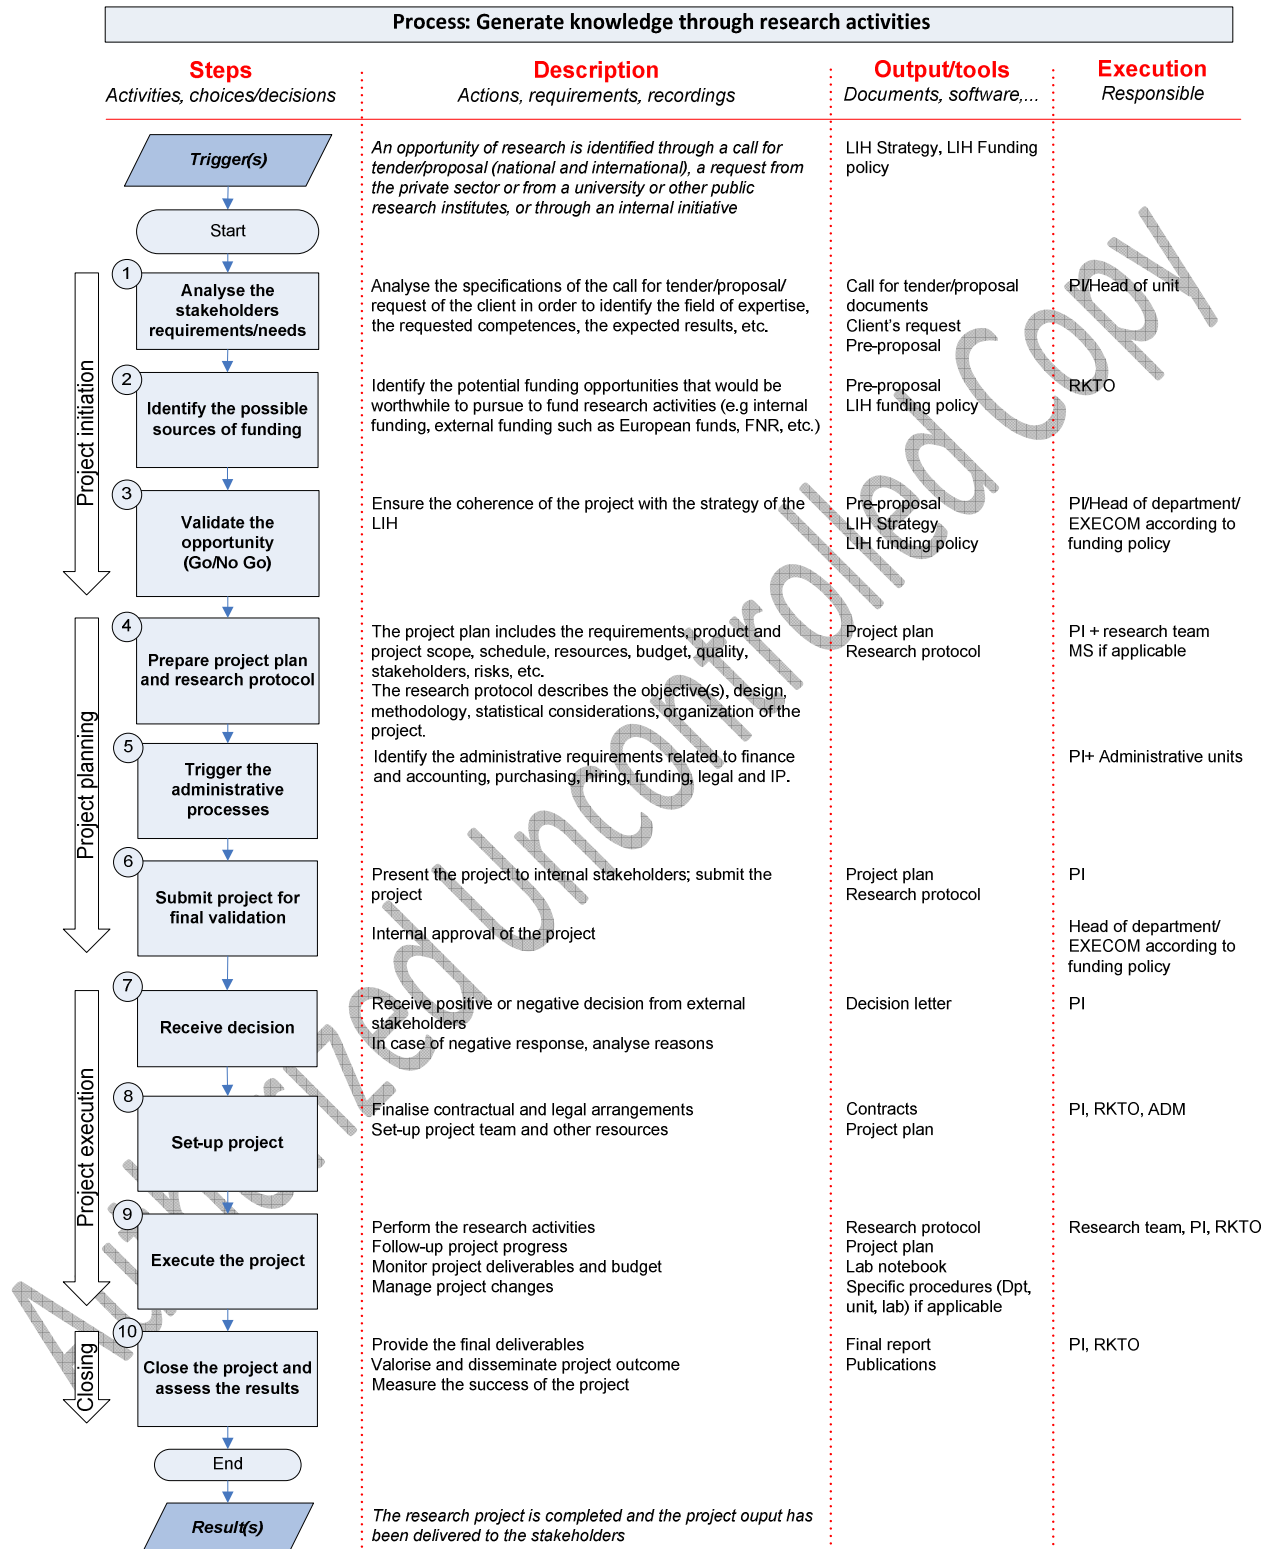 Process: Generate knowledge through research activities
Steps
Activities, choices/decisions
Description
Actions, requirements, recordings
Output/tools
Documents, software,...
Execution
Responsible
Trigger(s)
An opportunity of research is identified through a call for
tender/proposal (national and international), a request from
the private sector or from a university or other public
research institutes, or through an internal initiative
LIH Strategy, LIH Funding
policy
Start
Project initiation
1
Analyse the
stakeholders
requirements/needs
Analyse the specifications of the call for tender/proposal/
request of the client in order to identify the field of expertise,
the requested competences, the expected results, etc.
Call for tender/proposal
documents
Client's request
Pre-proposal
PI/Head of unit
2
Identify the possible
sources of funding
Identify the potential funding opportunities that would be
worthwhile to pursue to fund research activities (e.g internal
funding, external funding such as European funds, FNR, etc.)
Pre-proposal
LIH funding policy
RKTO
3
Validate the
opportunity
(Go/No Go)
Ensure the coherence of the project with the strategy of the
LIH
Pre-proposal
LIH Strategy
LIH funding policy
PI/Head of department/
EXECOM according to
funding policy
Project planning
4
Prepare project plan
and research protocol
The project plan includes the requirements, product and
project scope, schedule, resources, budget, quality,
stakeholders, risks, etc.
The research protocol describes the objective(s), design,
methodology, statistical considerations, organization of the
project.
Project plan
Research protocol
PI + research team
MS if applicable
5
Trigger the
administrative
processes
Identify the administrative requirements related to finance
and accounting, purchasing, hiring, funding, legal and IP.
PI+ Administrative units
6
Submit project for
final validation
Present the project to internal stakeholders; submit the
project
Internal approval of the project
Project plan
Research protocol
PI
Head of department/
EXECOM according to
funding policy
Project execution
7
Receive decision
Receive positive or negative decision from external
stakeholders
In case of negative response, analyse reasons
Decision letter
PI
8
Set-up project
Finalise contractual and legal arrangements
Set-up project team and other resources
Contracts
Project plan
PI, RKTO, ADM
9
Execute the project
Perform the research activities
Follow-up project progress
Monitor project deliverables and budget
Manage project changes
Research protocol
Project plan
Lab notebook
Specific procedures (Dpt,
unit, lab) if applicable
Research team, PI, RKTO
Closing
10
Close the project and
assess the results
Provide the final deliverables
Valorise and disseminate project outcome
Measure the success of the project
Final report
Publications
PI, RKTO
End
Result(s)
The research project is completed and the project ouput has
been delivered to the stakeholders
Authorized Uncontrolled Copy